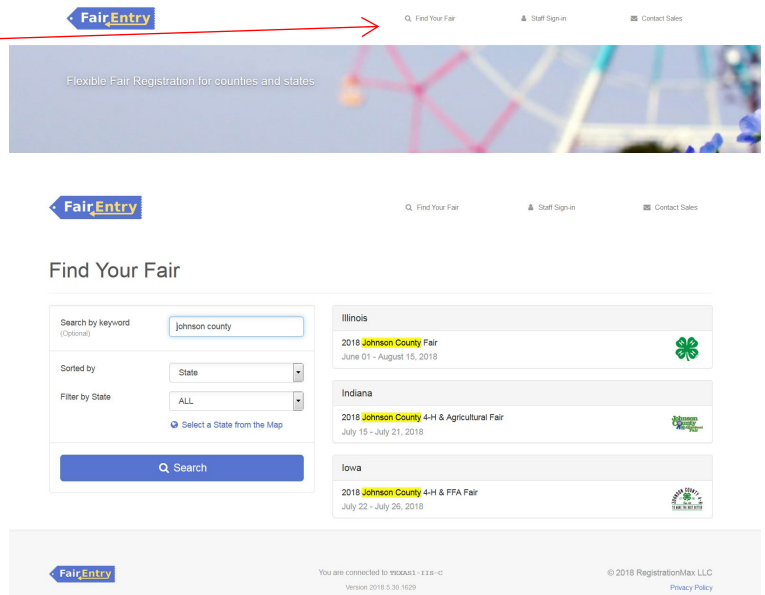 FairEntry
Find Your Fair
Staff Sign-in
Contact Sales
Flexible Fair Registration for counties and states
FairEntry
Find Your Fair
Staff Sign-in
Contact Sales
Find Your Fair
Search by keyword
(Optional)
johnson county
Sorted by
State
Filter by State
ALL
Select a State from the Map
Search
Illinois
2018 Johnson County Fair
June 01 - August 15, 2018
Indiana
2018 Johnson County 4-H & Agricultural Fair
July 15 - July 21, 2018
Johnson
County
Iowa
2018 Johnson County 4-H & FFA Fair
July 22 - July 26, 2018
FairEntry
You are connected to TEXAS1-IIS-C
Version 2018.5.30.1629
© 2018 RegistrationMax LLC
Privacy Policy